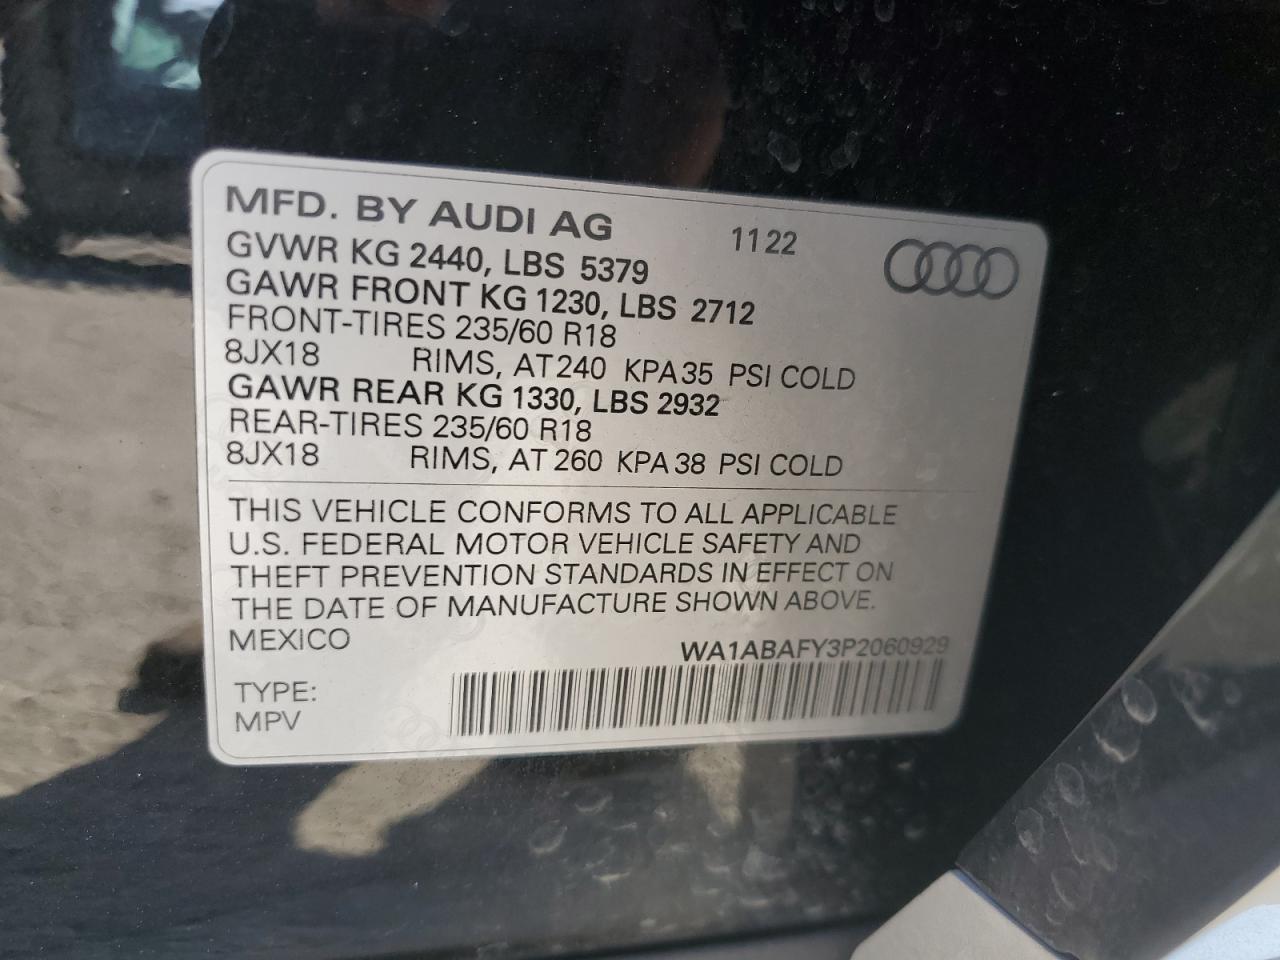 MFD. BY AUDI AG 1122
GVWR KG 2440, LBS 5379
GAWR FRONT KG 1230, LBS 2712
FRONT-TIRES 235/60 R18
8JX18 RIMS, AT 240 KPA 35 PSI COLD
GAWR REAR KG 1330, LBS 2932
REAR-TIRES 235/60 R18
8JX18 RIMS, AT 260 KPA 38 PSI COLD
THIS VEHICLE CONFORMS TO ALL APPLICABLE
U.S. FEDERAL MOTOR VEHICLE SAFETY AND
THEFT PREVENTION STANDARDS IN EFFECT ON
THE DATE OF MANUFACTURE SHOWN ABOVE.
MEXICO WA1ABAFY3P2060929
TYPE:
MPV